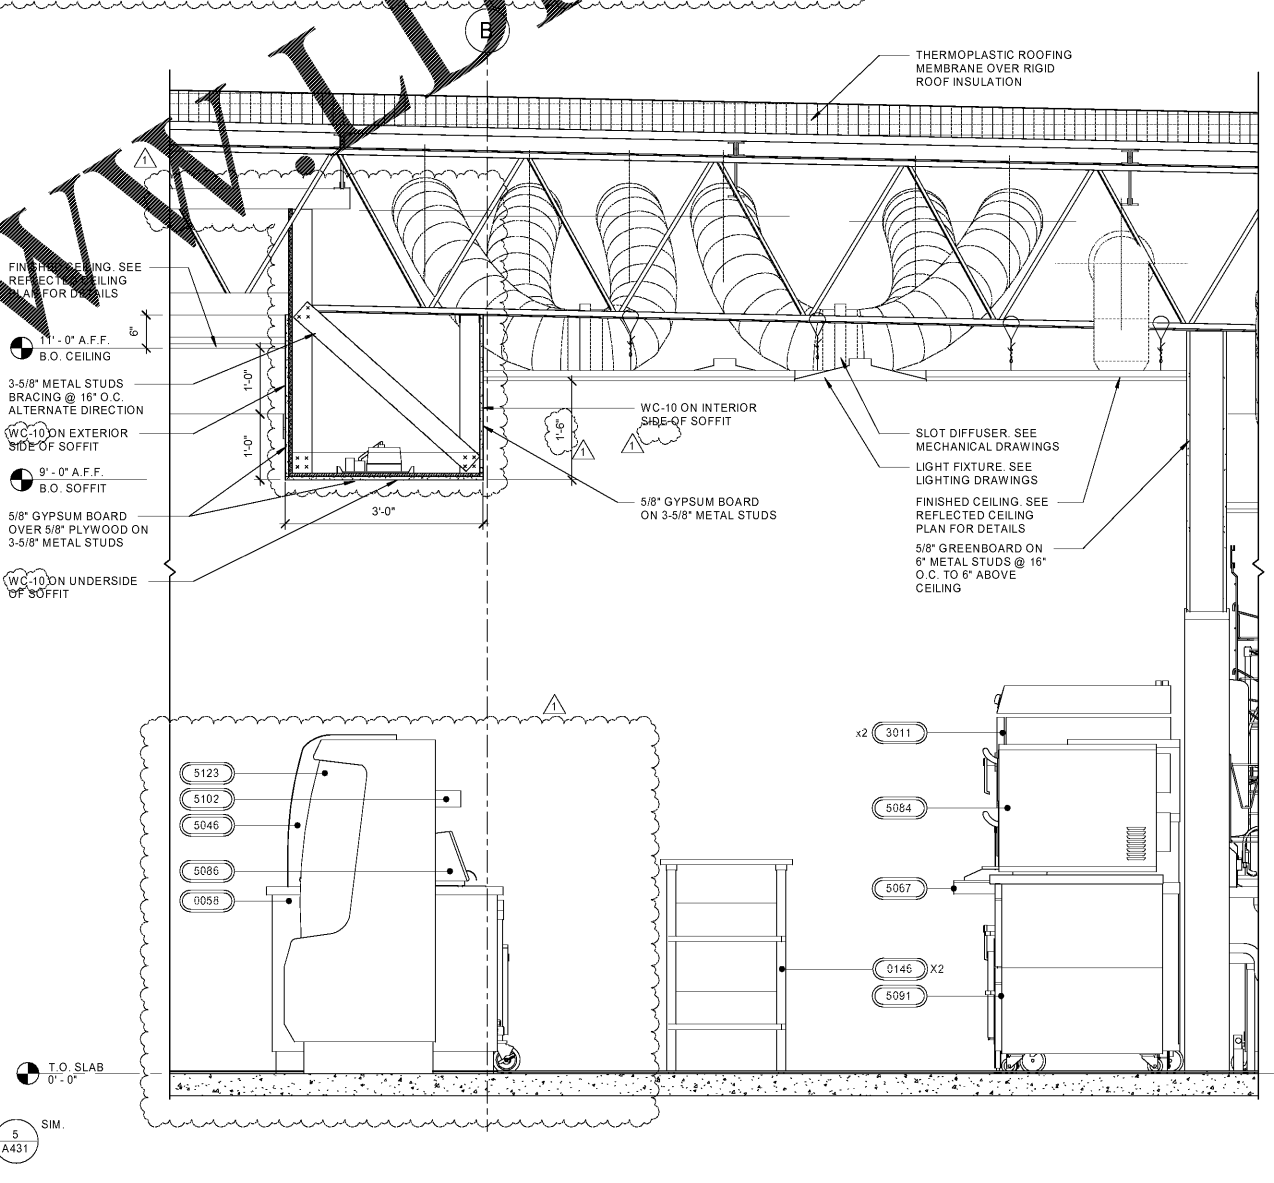 WWW.LD
B
THERMOPLASTIC ROOFING
MEMBRANE OVER RIGID
ROOF INSULATION
1
FINISHED CEILING. SEE
REFLECTED CEILING
PLAN FOR DETAILS
6"
11' - 0" A.F.F.
B.O. CEILING
3-5/8" METAL STUDS
BRACING @ 16" O.C.
ALTERNATE DIRECTION
1'-0"
WC-10 ON EXTERIOR
SIDE OF SOFFIT
1'-0"
9' - 0" A.F.F.
B.O. SOFFIT
5/8" GYPSUM BOARD
OVER 5/8" PLYWOOD ON
3-5/8" METAL STUDS
3'-0"
WC-10 ON UNDERSIDE
OF SOFFIT
1'-6"
1
1
WC-10 ON INTERIOR
SIDE OF SOFFIT
5/8" GYPSUM BOARD
ON 3-5/8" METAL STUDS
SLOT DIFFUSER. SEE
MECHANICAL DRAWINGS
LIGHT FIXTURE. SEE
LIGHTING DRAWINGS
FINISHED CEILING. SEE
REFLECTED CEILING
PLAN FOR DETAILS
5/8" GREENBOARD ON
6" METAL STUDS @ 16"
O.C. TO 6" ABOVE
CEILING
1
5123
5102
5046
5086
0058
x2 3011
5084
5067
0146 X2
5091
T.O. SLAB
0' - 0"
5
A431
SIM.